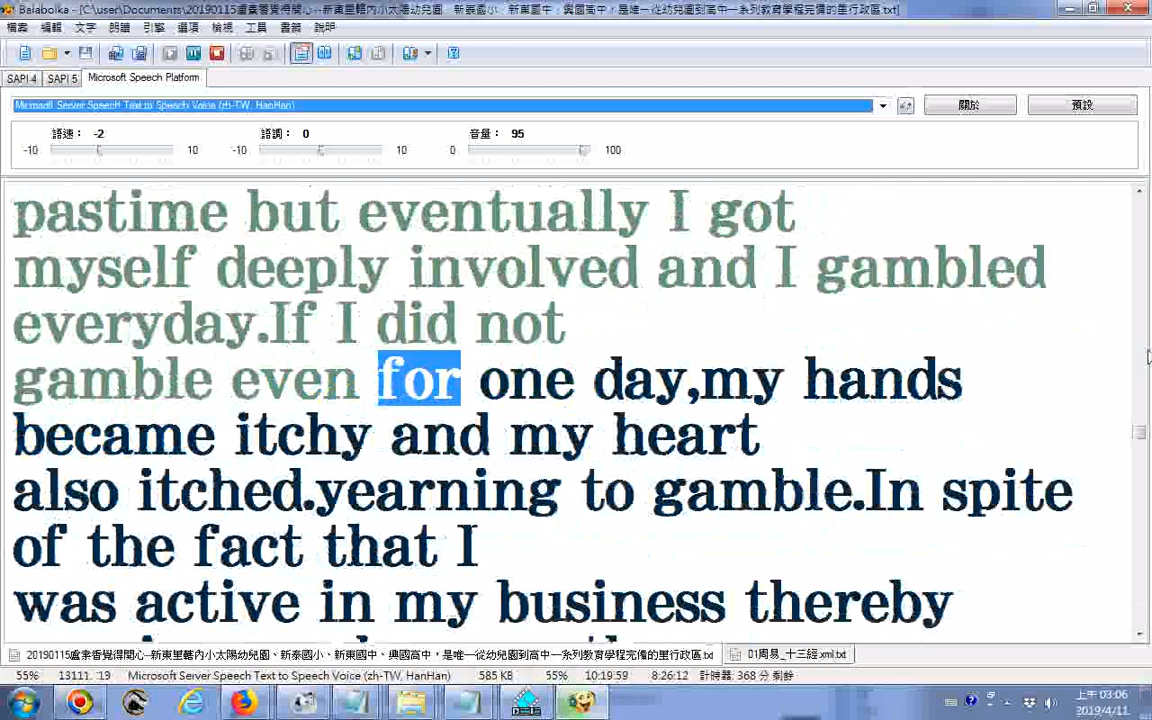 Balabolka - [C:\user\Documents\20190115盧素香覺得開心--新東里轄內小太陽幼兒園、新泰國小、新東國中、興國高中，是唯一從幼兒園到高中一系列教育學程完備的里行政區.txt]
檔案 編輯 文字 朗讀 引擎 選項 檢視 工具 書籤 說明
SAPI 4 SAPI 5 Microsoft Speech Platform
Microsoft Server Speech Text to Speech Voice (zh-TW, HanHan) 關於 預設
語速： -2 語調： 0 音量： 95
-10 10 -10 10 0 100
pastime but eventually I got
myself deeply involved and I gambled
everyday.If I did not
gamble even for one day,my hands
became itchy and my heart
also itched.yearning to gamble.In spite
of the fact that I
was active in my business thereby
20190115盧素香覺得開心--新東里轄內小太陽幼兒園、新泰國小、新東國中、興國高中，是唯一從幼兒園到高中一系列教育學程完備的里行政區.txt 01周易_十三經.xml.txt
55% 13111: 19 Microsoft Server Speech Text to Speech Voice (zh-TW, HanHan) 585 KB 55% 10:19:59 8:26:12 計時器: 368 分 剩餘
上午 03:06
2019/4/11